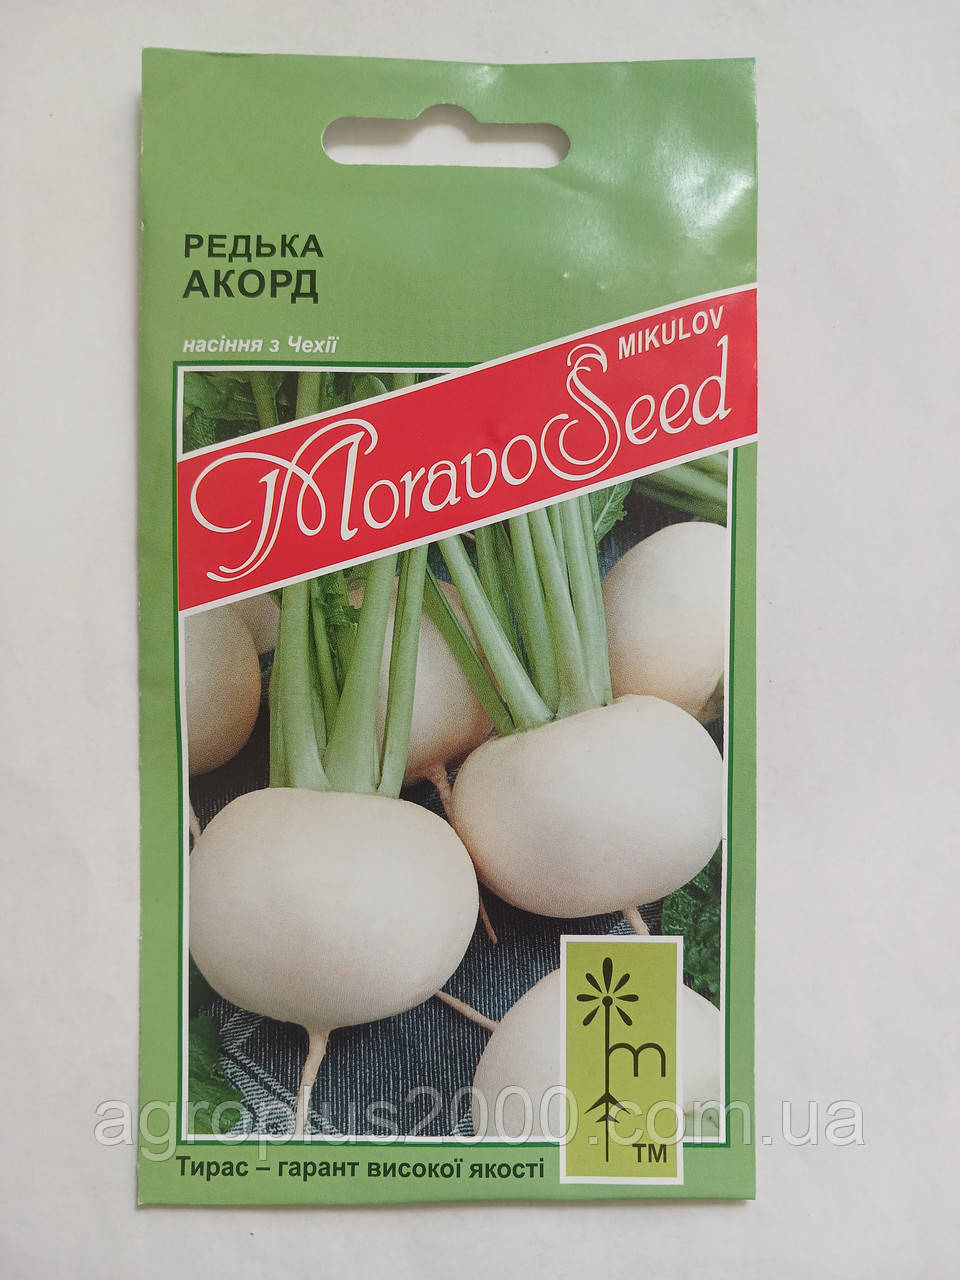 РЕДЬКА
АКОРД
насіння з Чехії
MIKULOV
MoravoSeed
m
agroplus2000.com.ua
TM
Тирас – гарант високої якості